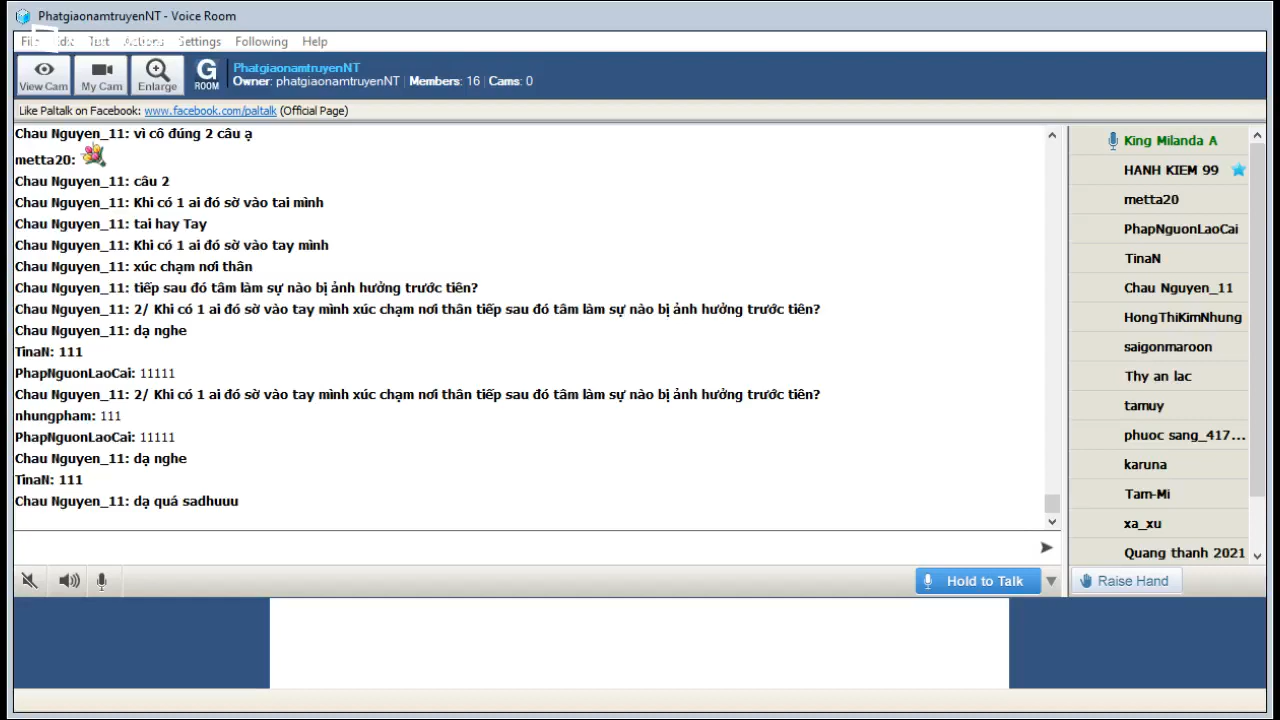 PhatgiaonamtruyenNT - Voice Room
Text Actions Settings Following Help
View Cam My Cam Enlarge G ROOM
PhatgiaonamtruyenNT
Owner: phatgiaonamtruyenNT | Members: 16 | Cams: 0
Like Paltalk on Facebook: www.facebook.com/paltalk (Official Page)
Chau Nguyen_11: vì cô đúng 2 câu ạ
metta20:
Chau Nguyen_11: câu 2
Chau Nguyen_11: Khi có 1 ai đó sờ vào tai mình
Chau Nguyen_11: tai hay Tay
Chau Nguyen_11: Khi có 1 ai đó sờ vào tay mình
Chau Nguyen_11: xúc chạm nơi thân
Chau Nguyen_11: tiếp sau đó tâm làm sự nào bị ảnh hưởng trước tiên?
Chau Nguyen_11: 2/ Khi có 1 ai đó sờ vào tay mình xúc chạm nơi thân tiếp sau đó tâm làm sự nào bị ảnh hưởng trước tiên?
Chau Nguyen_11: dạ nghe
TinaN: 111
PhapNguonLaoCai: 11111
Chau Nguyen_11: 2/ Khi có 1 ai đó sờ vào tay mình xúc chạm nơi thân tiếp sau đó tâm làm sự nào bị ảnh hưởng trước tiên?
nhungpham: 111
PhapNguonLaoCai: 11111
Chau Nguyen_11: dạ nghe
TinaN: 111
Chau Nguyen_11: dạ quá sadhuuu
King Milanda A
HANH KIEM 99
metta20
PhapNguonLaoCai
TinaN
Chau Nguyen_11
HongThiKimNhung
saigonmaroon
Thy an lac
tamuy
phuoc sang_417...
karuna
Tam-Mi
xa_xu
Quang thanh 2021
Hold to Talk
Raise Hand